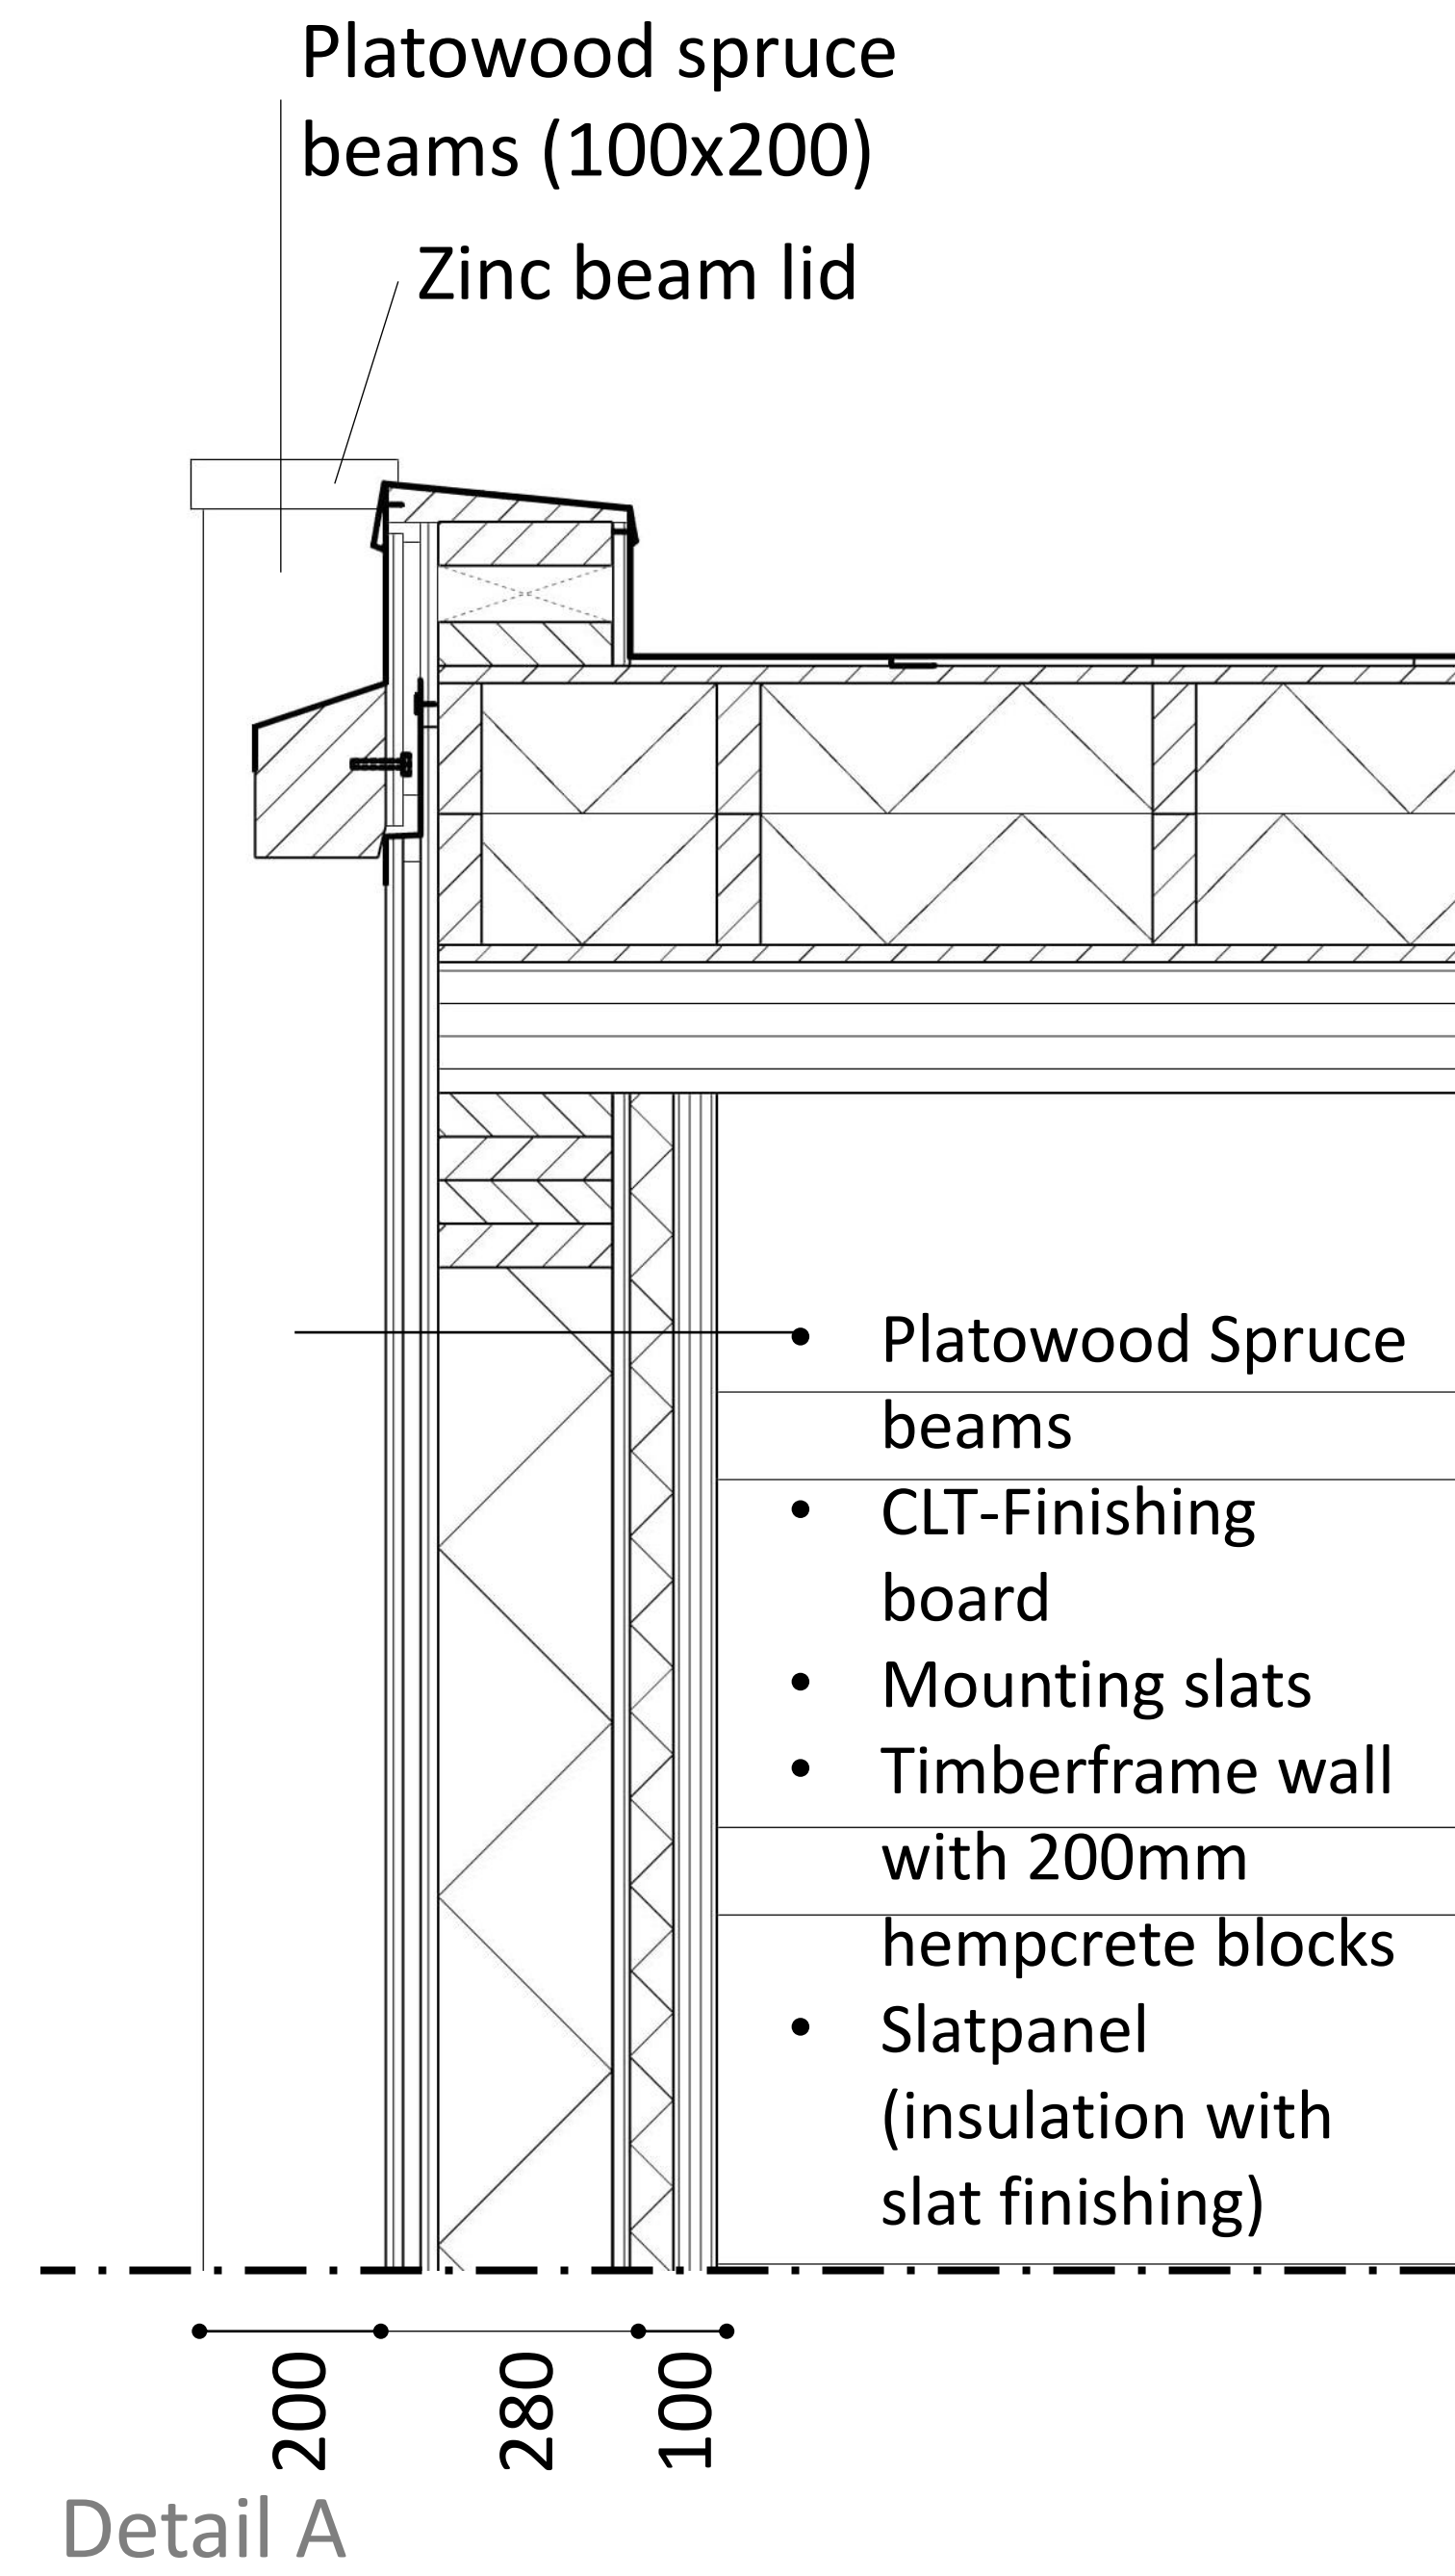 Platowood spruce
beams (100x200)
Zinc beam lid
• Platowood Spruce
beams
• CLT-Finishing
board
• Mounting slats
• Timberframe wall
with 200mm
hempcrete blocks
• Slatpanel
(insulation with
slat finishing)
200
280
100
Detail A